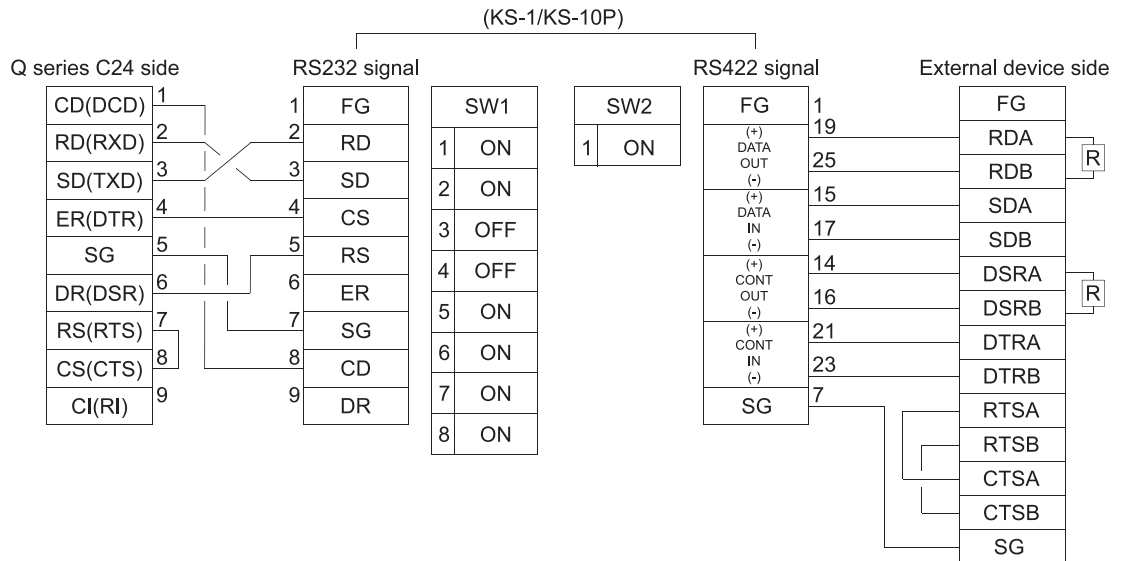 (KS-1/KS-10P)
Q series C24 side
RS232 signal
RS422 signal
External device side
CD(DCD) 1
RD(RXD) 2
SD(TXD) 3
ER(DTR) 4
SG 5
DR(DSR) 6
RS(RTS) 7
CS(CTS) 8
CI(RI) 9
1 FG
2 RD
3 SD
4 CS
5 RS
6 ER
7 SG
8 CD
9 DR
SW1
1 ON
2 ON
3 OFF
4 OFF
5 ON
6 ON
7 ON
8 ON
SW2
1 ON
FG 1
(+) 19
DATA
OUT 25
(-)
(+) 15
DATA
IN 17
(-)
(+) 14
CONT
OUT 16
(-)
(+) 21
CONT
IN 23
(-)
SG 7
FG
RDA
RDB
R
SDA
SDB
DSRA
DSRB
R
DTRA
DTRB
RTSA
RTSB
CTSA
CTSB
SG